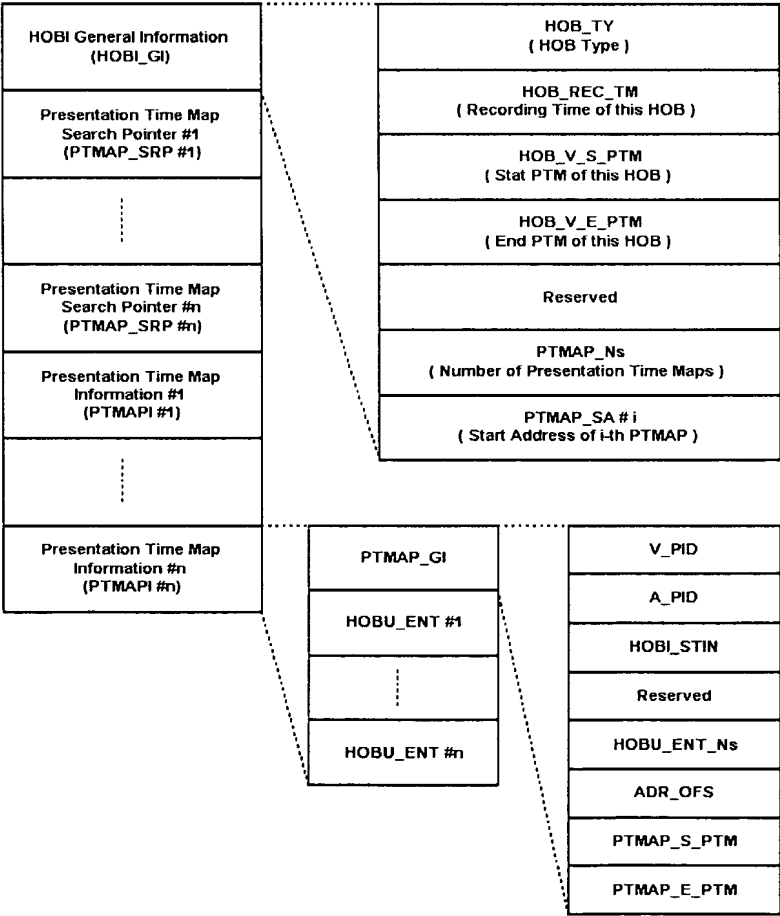 HOBI General Information
(HOBI_GI)
Presentation Time Map
Search Pointer #1
(PTMAP_SRP #1)
Presentation Time Map
Search Pointer #n
(PTMAP_SRP #n)
Presentation Time Map
Information #1
(PTMAPI #1)
Presentation Time Map
Information #n
(PTMAPI #n)
HOB_TY
( HOB Type )
HOB_REC_TM
( Recording Time of this HOB )
HOB_V_S_PTM
( Stat PTM of this HOB )
HOB_V_E_PTM
( End PTM of this HOB )
Reserved
PTMAP_Ns
( Number of Presentation Time Maps )
PTMAP_SA # i
( Start Address of i-th PTMAP )
PTMAP_GI
HOBU_ENT #1
HOBU_ENT #n
V_PID
A_PID
HOBI_STIN
Reserved
HOBU_ENT_Ns
ADR_OFS
PTMAP_S_PTM
PTMAP_E_PTM